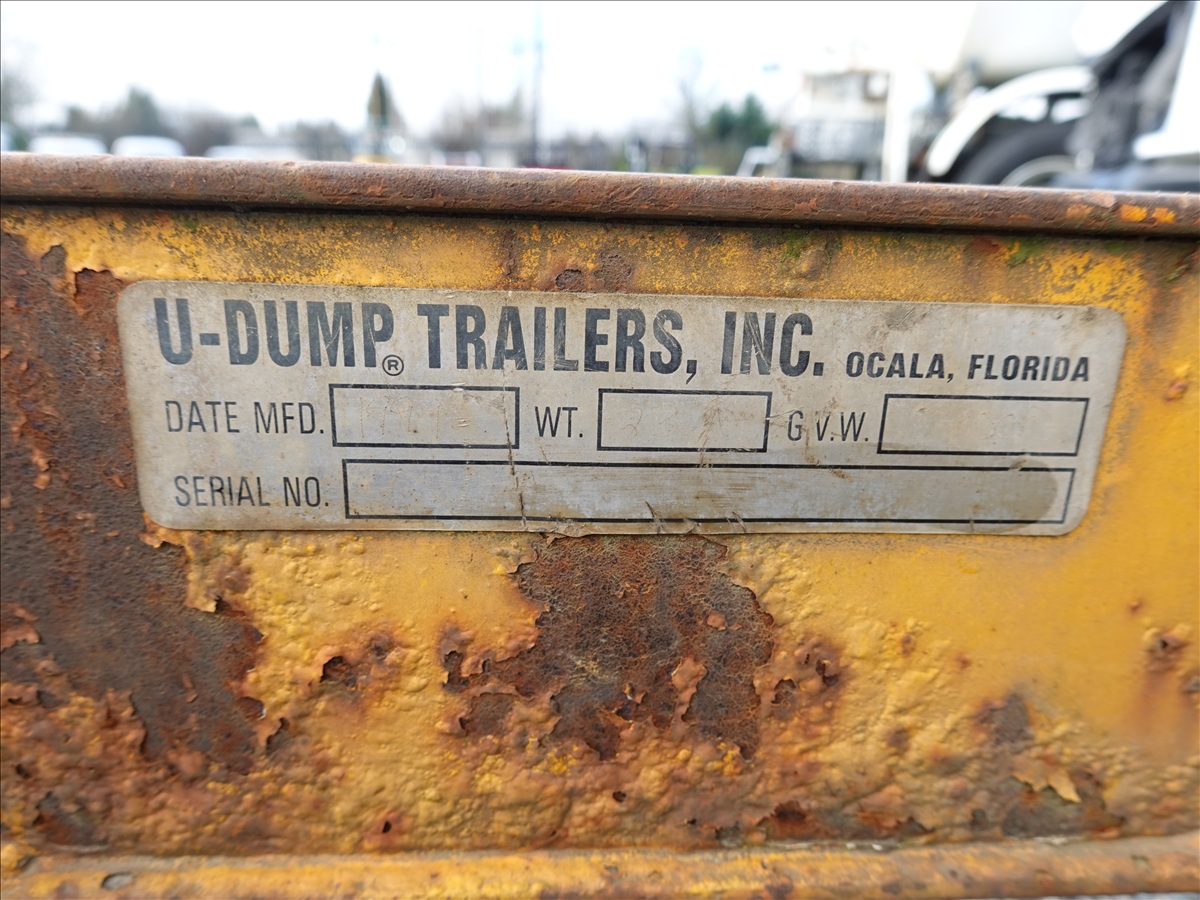 U-DUMP® TRAILERS, INC. OCALA, FLORIDA
DATE MFD. WT. G.V.W.
SERIAL NO.